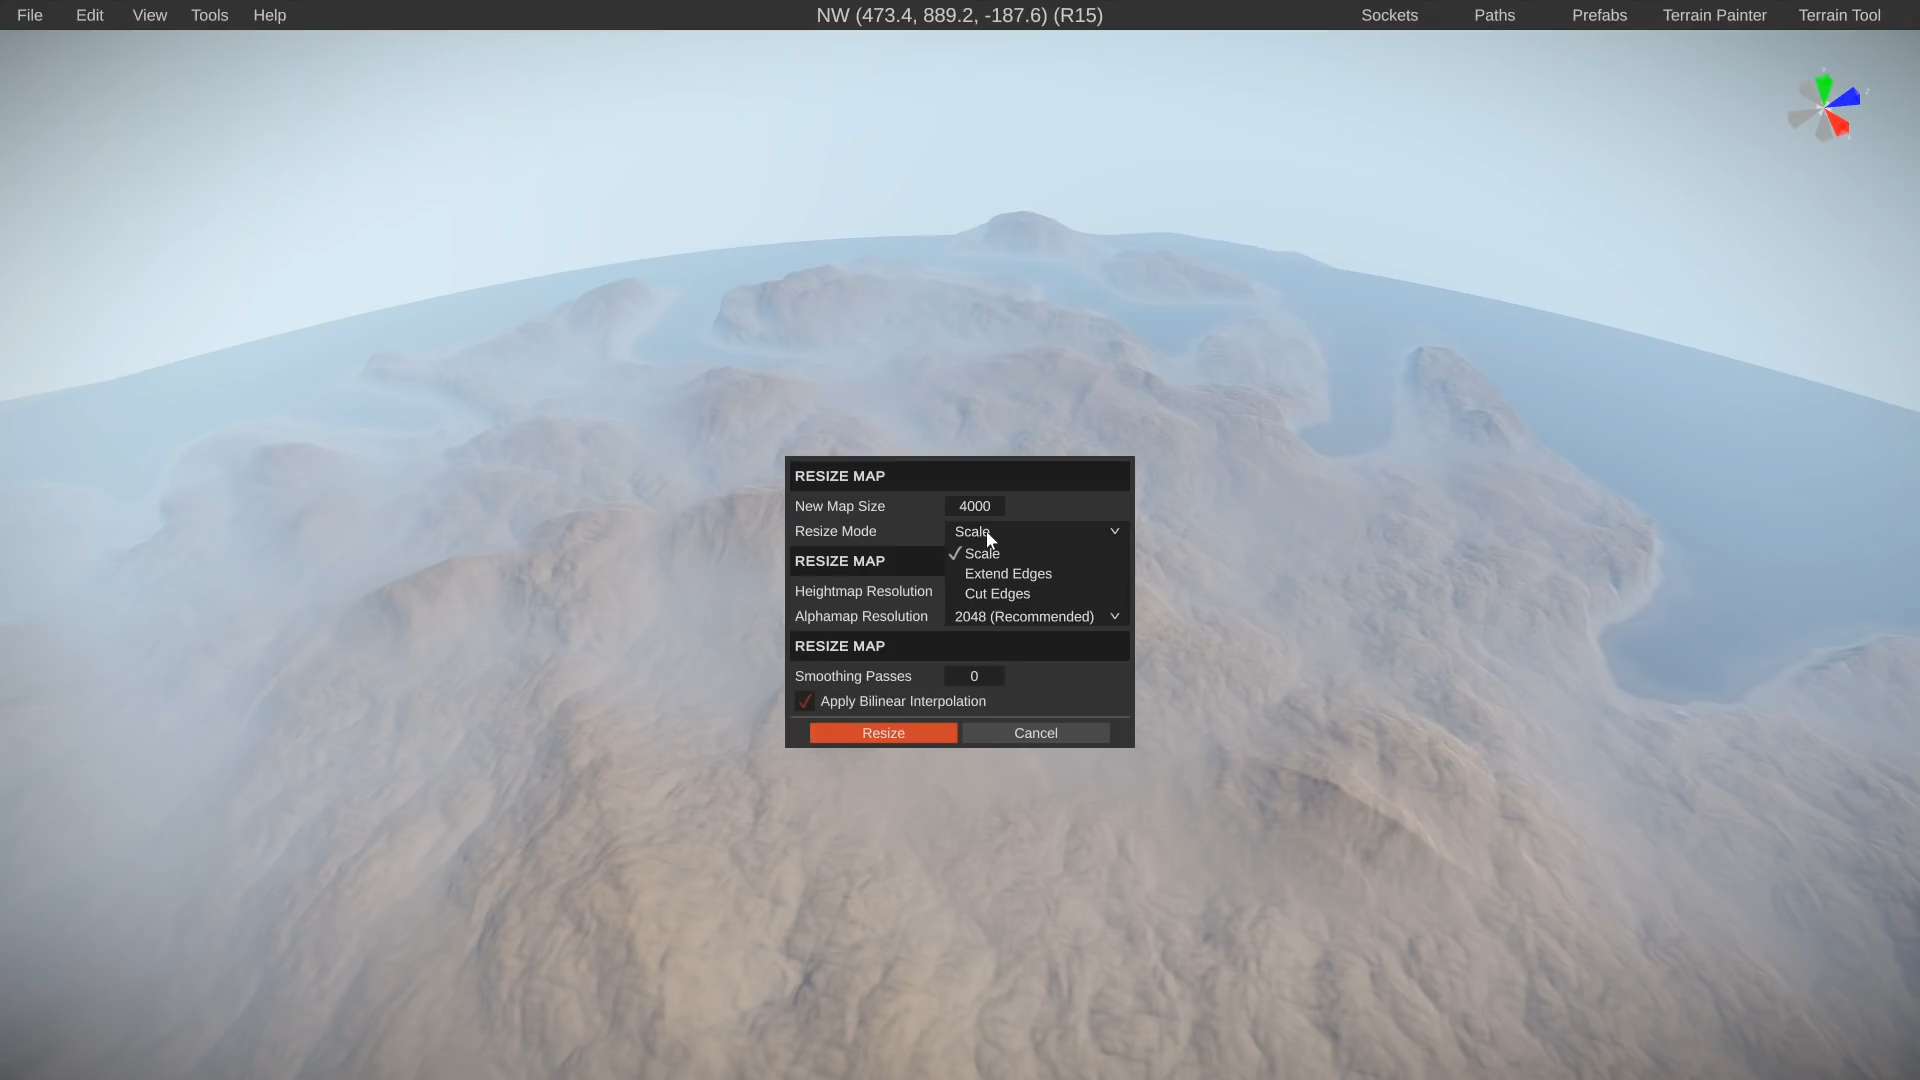 File Edit View Tools Help NW (473.4, 889.2, -187.6) (R15) Sockets Paths Prefabs Terrain Painter Terrain Tool
RESIZE MAP
New Map Size 4000
Resize Mode Scale
Scale
RESIZE MAP
Extend Edges
Heightmap Resolution
Cut Edges
Alphamap Resolution 2048 (Recommended)
RESIZE MAP
Smoothing Passes 0
Apply Bilinear Interpolation
Resize Cancel